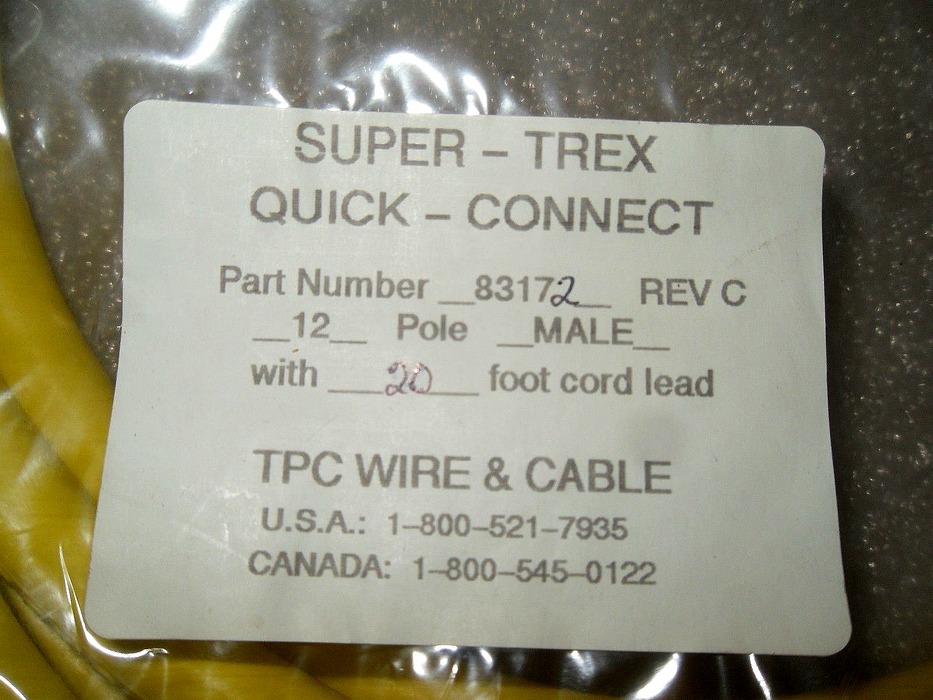 SUPER – TREX
QUICK – CONNECT
Part Number __83172__ REV C
__12__ Pole __MALE__
with ___20___ foot cord lead
TPC WIRE & CABLE
U.S.A.: 1–800–521–7935
CANADA: 1–800–545–0122